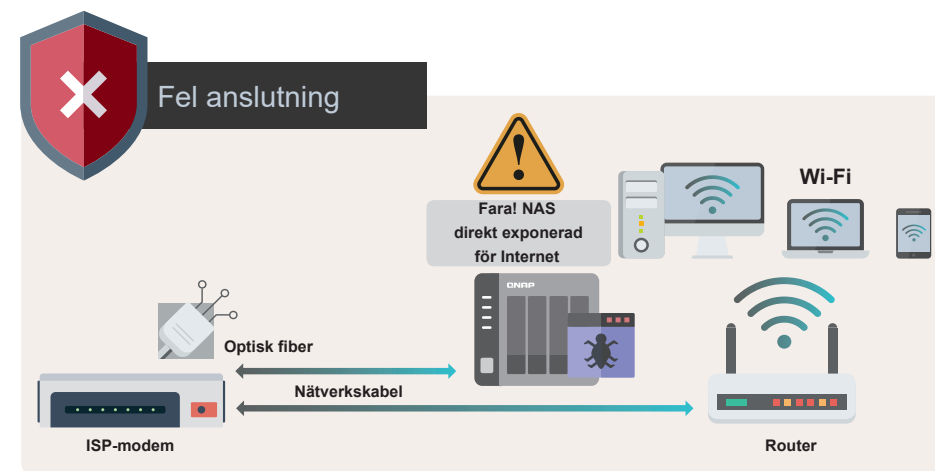 Fel anslutning
Wi-Fi
Fara! NAS
direkt exponerad
för Internet
QNAP
Optisk fiber
Nätverkskabel
ISP-modem
Router